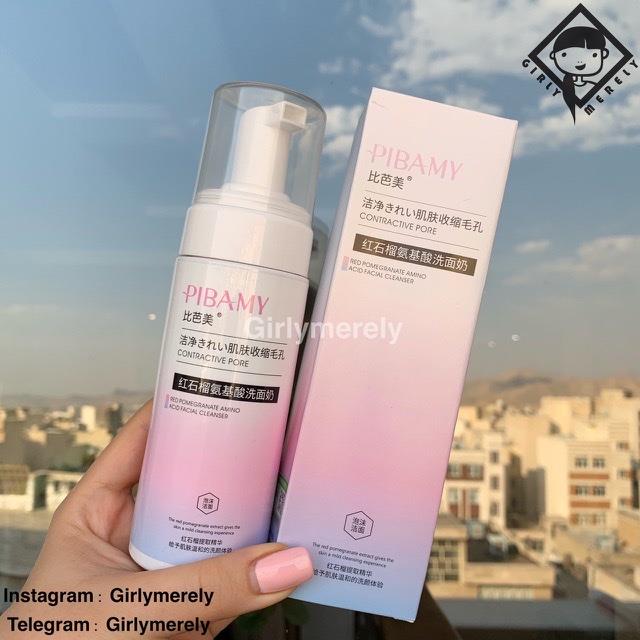 GIRLY MERELY
PIBAMY
比芭美®
洁净きれい肌肤收缩毛孔
CONTRACTIVE PORE
红石榴氨基酸洗面奶
RED POMEGRANATE AMINO
ACID FACIAL CLEANSER
泡沫
洁面
The red pomegranate extract gives the
skin a mild cleansing experience
红石榴提取精华
给予肌肤温和的洗颜体验
PIBAMY
比芭美®
洁净きれい肌肤收缩毛孔
CONTRACTIVE PORE
红石榴氨基酸洗面奶
RED POMEGRANATE AMINO
ACID FACIAL CLEANSER
泡沫
洁面
The red pomegranate extract gives the
skin a mild cleansing experience
红石榴提取精华
给予肌肤温和的洗颜体验
Girlymerely
Instagram : Girlymerely
Telegram : Girlymerely